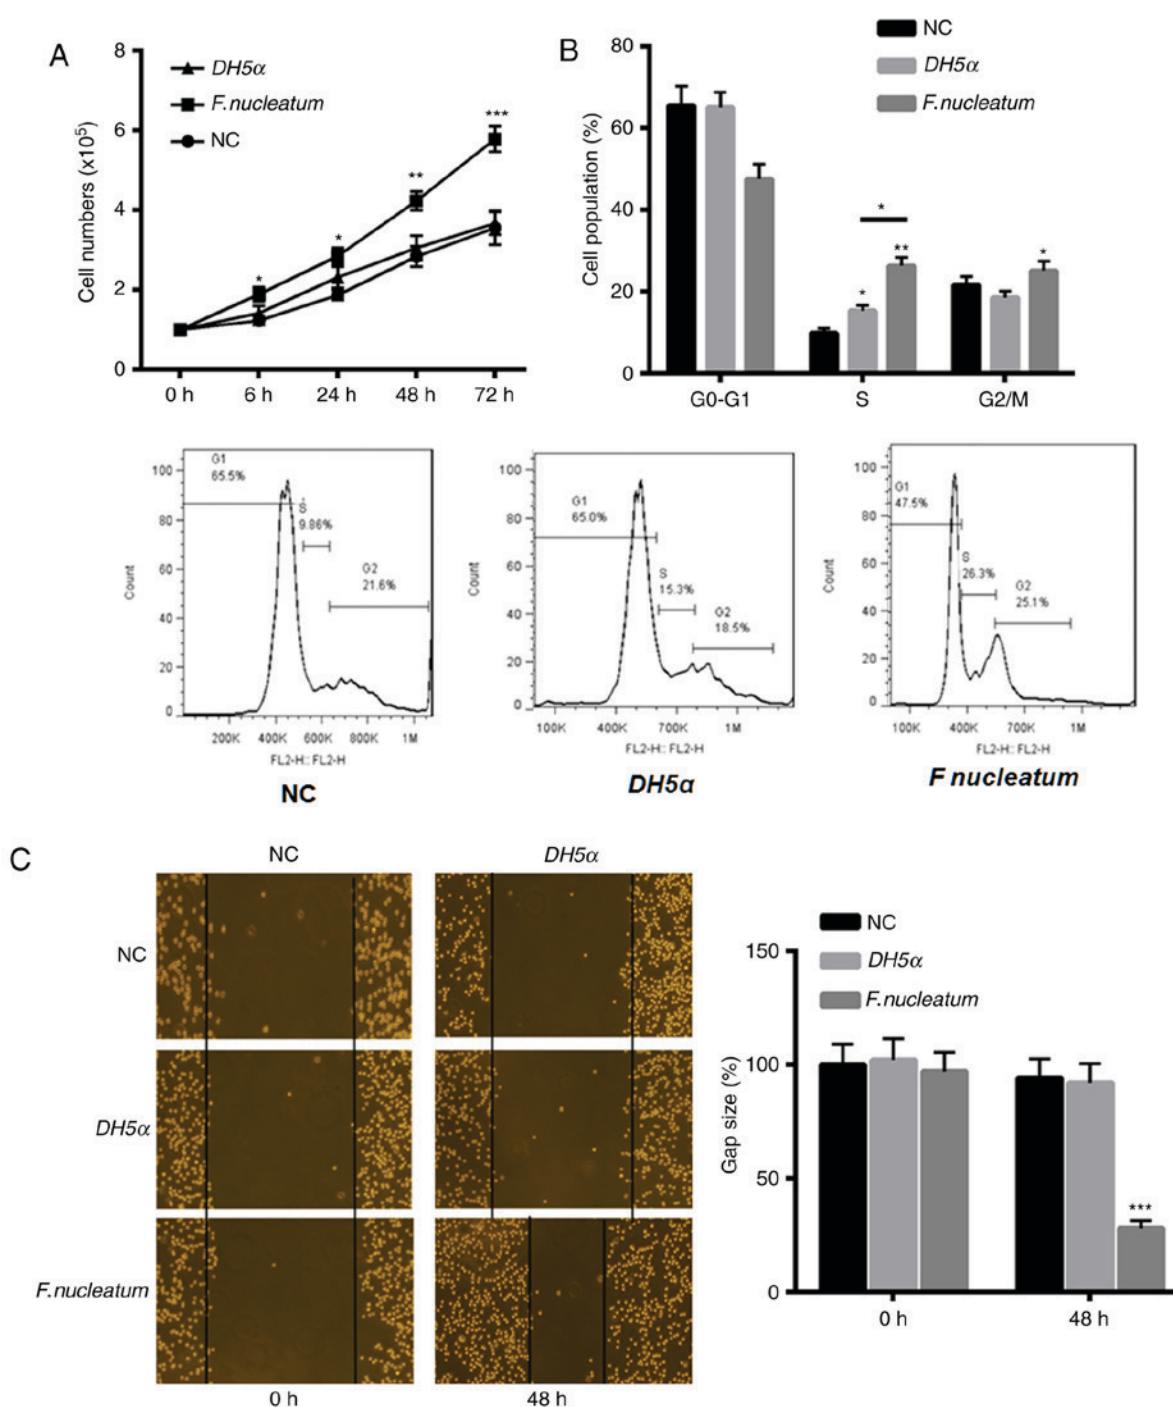 A
8
6
4
2
0
Cell numbers (x10⁵)
DH5α
F.nucleatum
NC
*
*
**
***
0 h 6 h 24 h 48 h 72 h
B
80
60
40
20
0
Cell population (%)
NC
DH5α
F.nucleatum
*
*
**
*
G0-G1 S G2/M
100
80
60
40
20
0
Count
G1
65.5%
S
9.86%
G2
21.6%
200K 400K 600K 800K 1M
FL2-H:: FL2-H
NC
100
80
60
40
20
0
Count
G1
65.0%
S
15.3%
G2
18.5%
100K 400K 700K 1M
FL2-H:: FL2-H
DH5α
100
80
60
40
20
0
Count
G1
47.5%
S
26.3%
G2
25.1%
100K 400K 700K 1M
FL2-H:: FL2-H
F nucleatum
C
NC DH5α
NC
DH5α
F.nucleatum
0 h 48 h
NC
DH5α
F.nucleatum
150
100
50
0
Gap size (%)
***
0 h 48 h